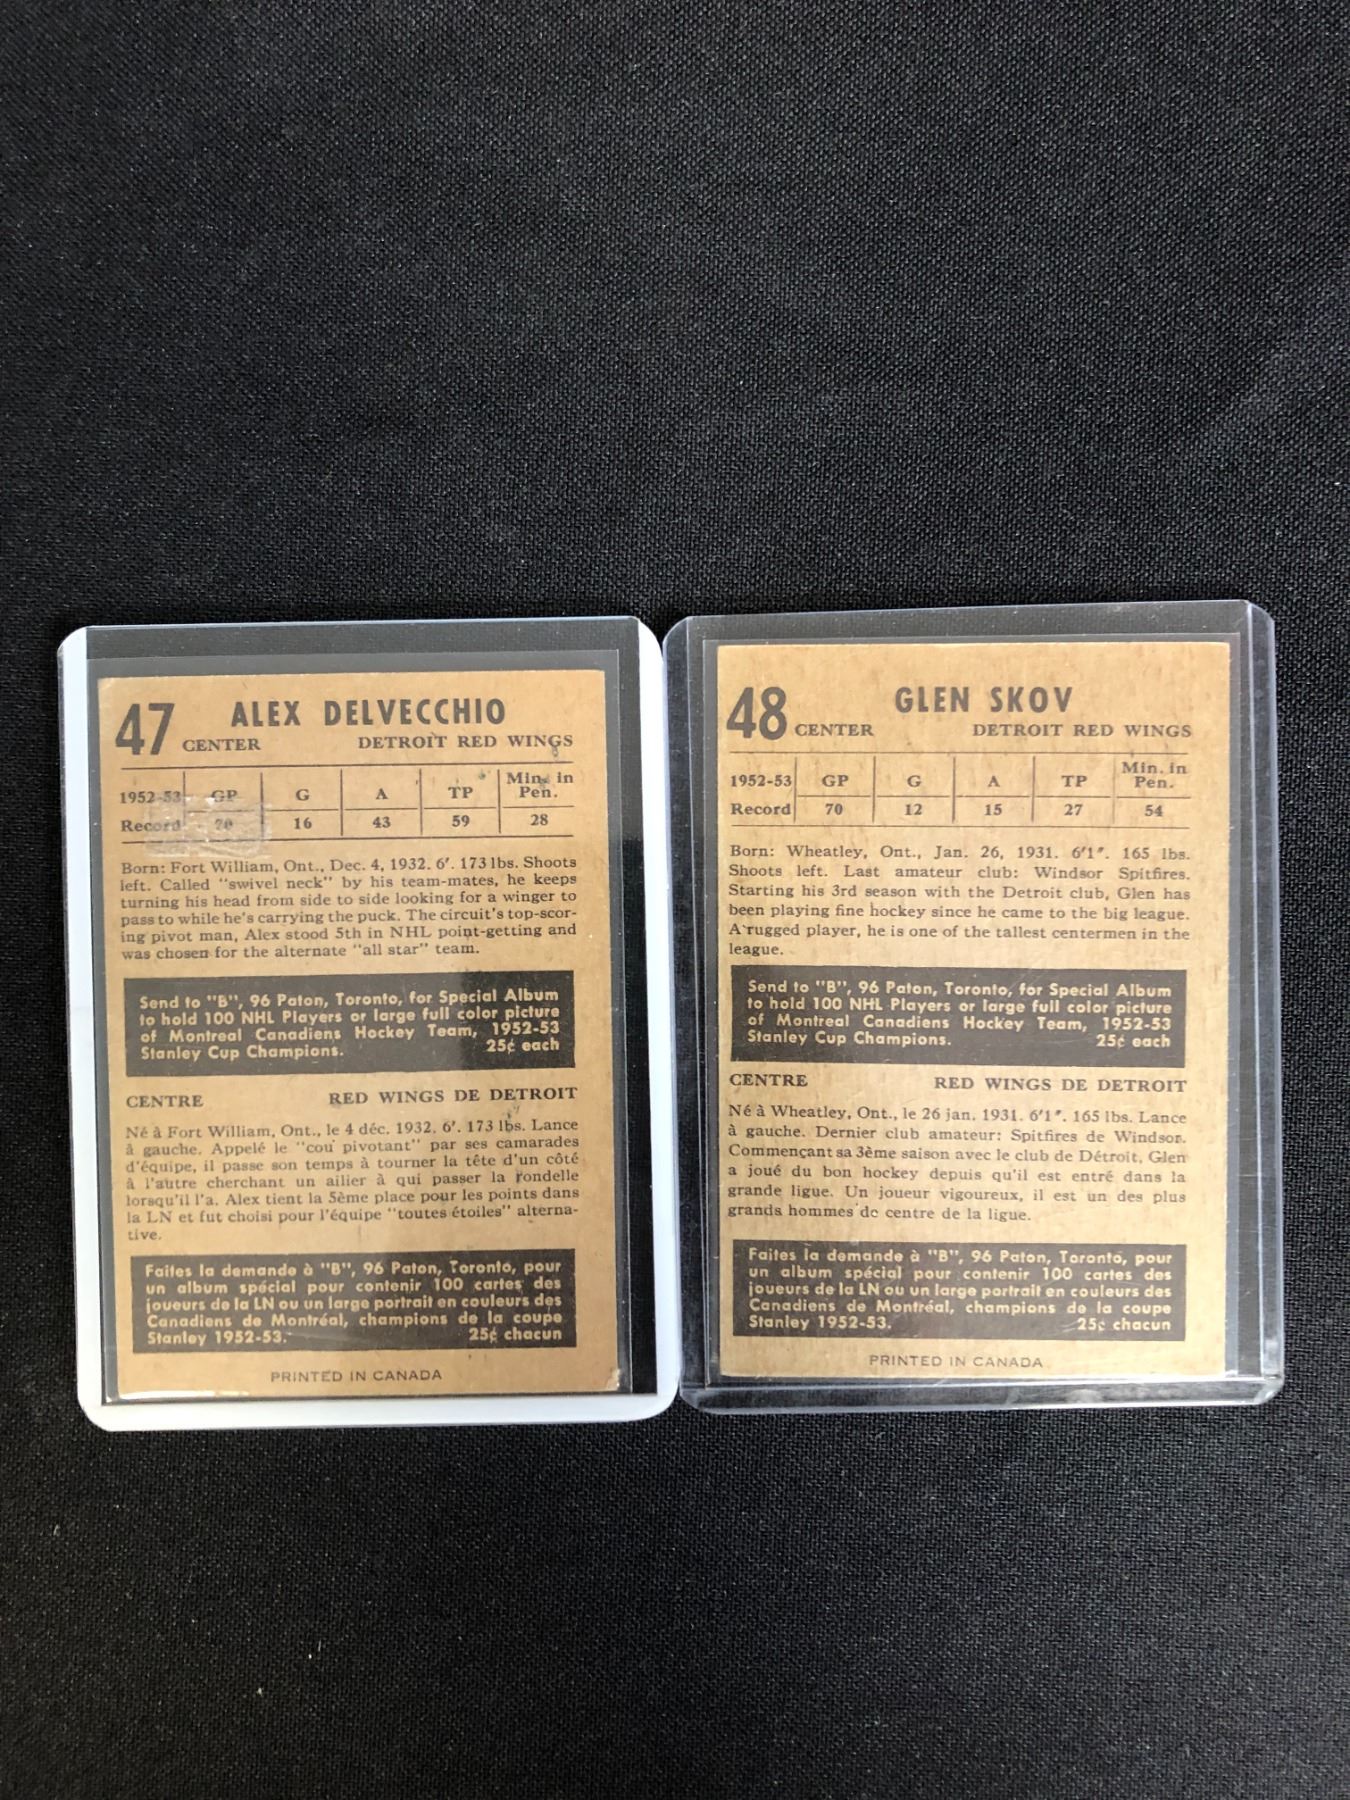 47 ALEX DELVECCHIO
CENTER DETROIT RED WINGS
1952-53 GP G A TP Min. in Pen.
Record 70 16 43 59 28
Born: Fort William, Ont., Dec. 4, 1932. 6'. 173 lbs. Shoots
left. Called "swivel neck" by his team-mates, he keeps
turning his head from side to side looking for a winger to
pass to while he's carrying the puck. The circuit's top-scor-
ing pivot man, Alex stood 5th in NHL point-getting and
was chosen for the alternate "all star" team.
Send to "B", 96 Paton, Toronto, for Special Album
to hold 100 NHL Players or large full color picture
of Montreal Canadiens Hockey Team, 1952-53
Stanley Cup Champions. 25¢ each
CENTRE RED WINGS DE DETROIT
Né à Fort William, Ont., le 4 déc. 1932. 6'. 173 lbs. Lance
à gauche. Appelé le "cou pivotant" par ses camarades
d'équipe, il passe son temps à tourner la tête d'un côté
à l'autre cherchant un ailier à qui passer la rondelle
lorsqu'il l'a. Alex tient la 5ème place pour les points dans
la LN et fut choisi pour l'équipe "toutes étoiles" alterna-
tive.
Faites la demande à "B", 96 Paton, Toronto, pour
un album spécial pour contenir 100 cartes des
joueurs de la LN ou un large portrait en couleurs des
Canadiens de Montréal, champions de la coupe
Stanley 1952-53. 25¢ chacun
PRINTED IN CANADA
48 GLEN SKOV
CENTER DETROIT RED WINGS
1952-53 GP G A TP Min. in Pen.
Record 70 12 15 27 54
Born: Wheatley, Ont., Jan. 26, 1931. 6'1". 165 lbs.
Shoots left. Last amateur club: Windsor Spitfires.
Starting his 3rd season with the Detroit club, Glen has
been playing fine hockey since he came to the big league.
A rugged player, he is one of the tallest centermen in the
league.
Send to "B", 96 Paton, Toronto, for Special Album
to hold 100 NHL Players or large full color picture
of Montreal Canadiens Hockey Team, 1952-53
Stanley Cup Champions. 25¢ each
CENTRE RED WINGS DE DETROIT
Né à Wheatley, Ont., le 26 jan. 1931. 6'1". 165 lbs. Lance
à gauche. Dernier club amateur: Spitfires de Windsor.
Commençant sa 3ème saison avec le club de Détroit, Glen
a joué du bon hockey depuis qu'il est entré dans la
grande ligue. Un joueur vigoureux, il est un des plus
grands hommes de centre de la ligue.
Faites la demande à "B", 96 Paton, Toronto, pour
un album spécial pour contenir 100 cartes des
joueurs de la LN ou un large portrait en couleurs des
Canadiens de Montréal, champions de la coupe
Stanley 1952-53. 25¢ chacun
PRINTED IN CANADA